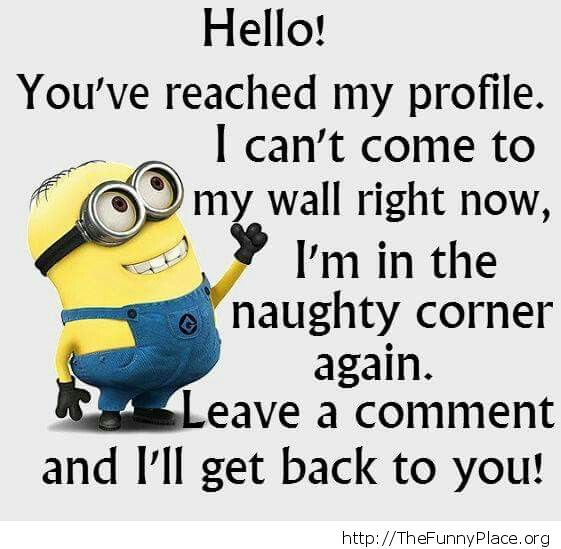 Hello!
You've reached my profile.
I can't come to
my wall right now,
I'm in the
naughty corner
again.
Leave a comment
and I'll get back to you!
http://TheFunnyPlace.org